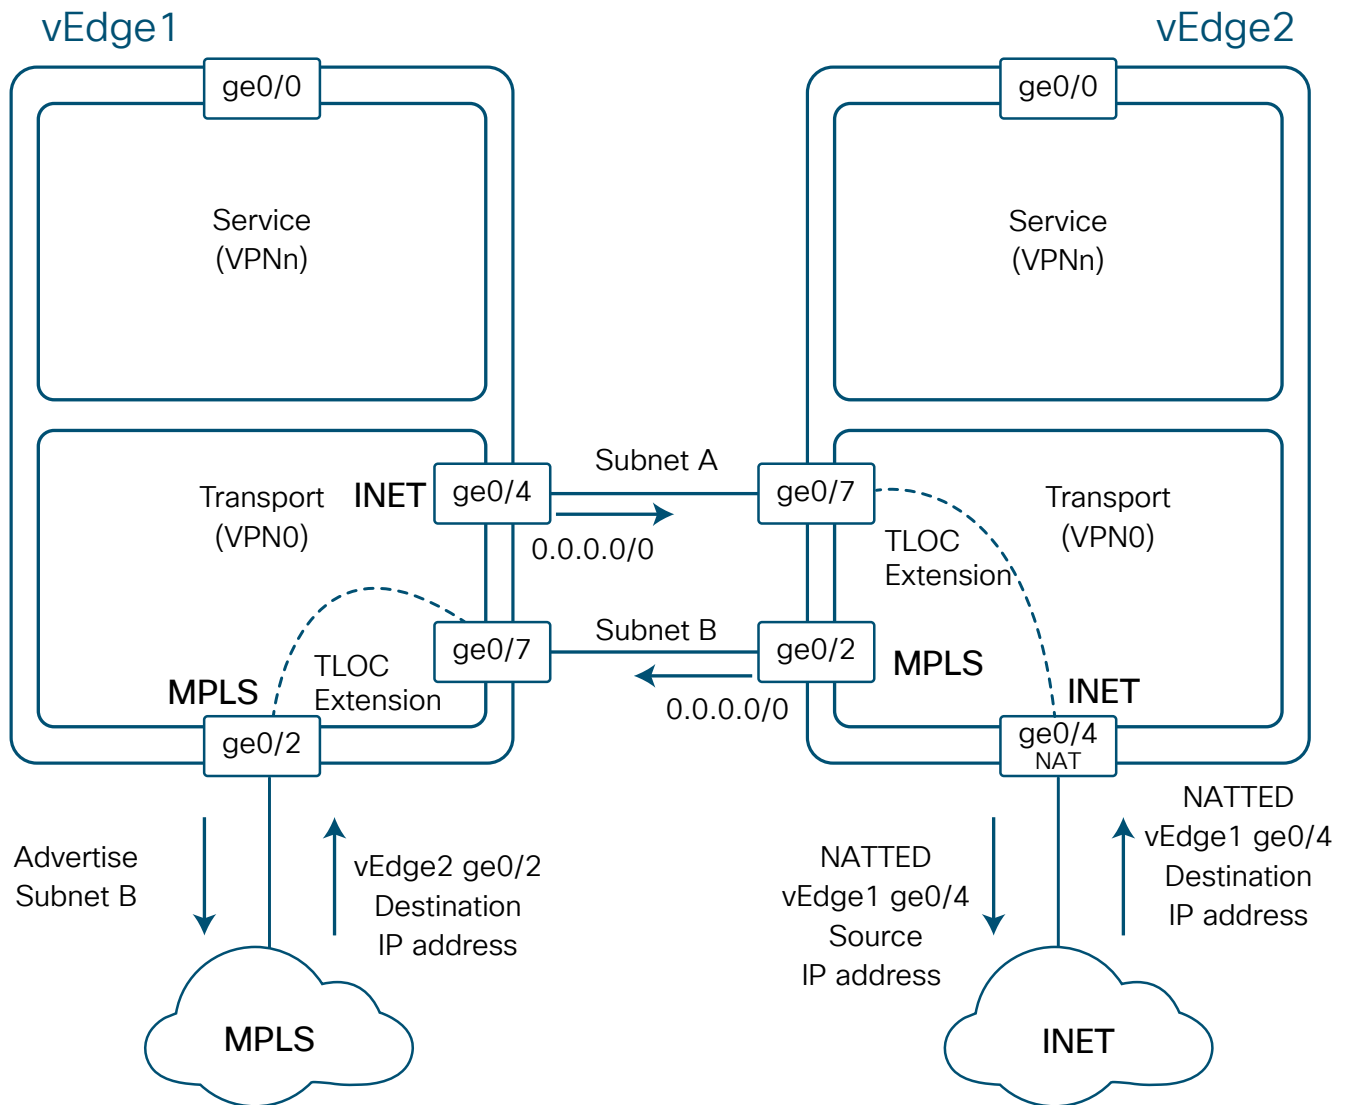 vEdge1
vEdge2
ge0/0
ge0/0
Service
(VPNn)
Service
(VPNn)
Transport
(VPN0)
INET
ge0/4
Subnet A
0.0.0.0/0
ge0/7
TLOC
Extension
Transport
(VPN0)
TLOC
Extension
ge0/7
Subnet B
0.0.0.0/0
ge0/2
MPLS
MPLS
ge0/2
INET
ge0/4
NAT
Advertise
Subnet B
vEdge2 ge0/2
Destination
IP address
NATTED
vEdge1 ge0/4
Source
IP address
NATTED
vEdge1 ge0/4
Destination
IP address
MPLS
INET